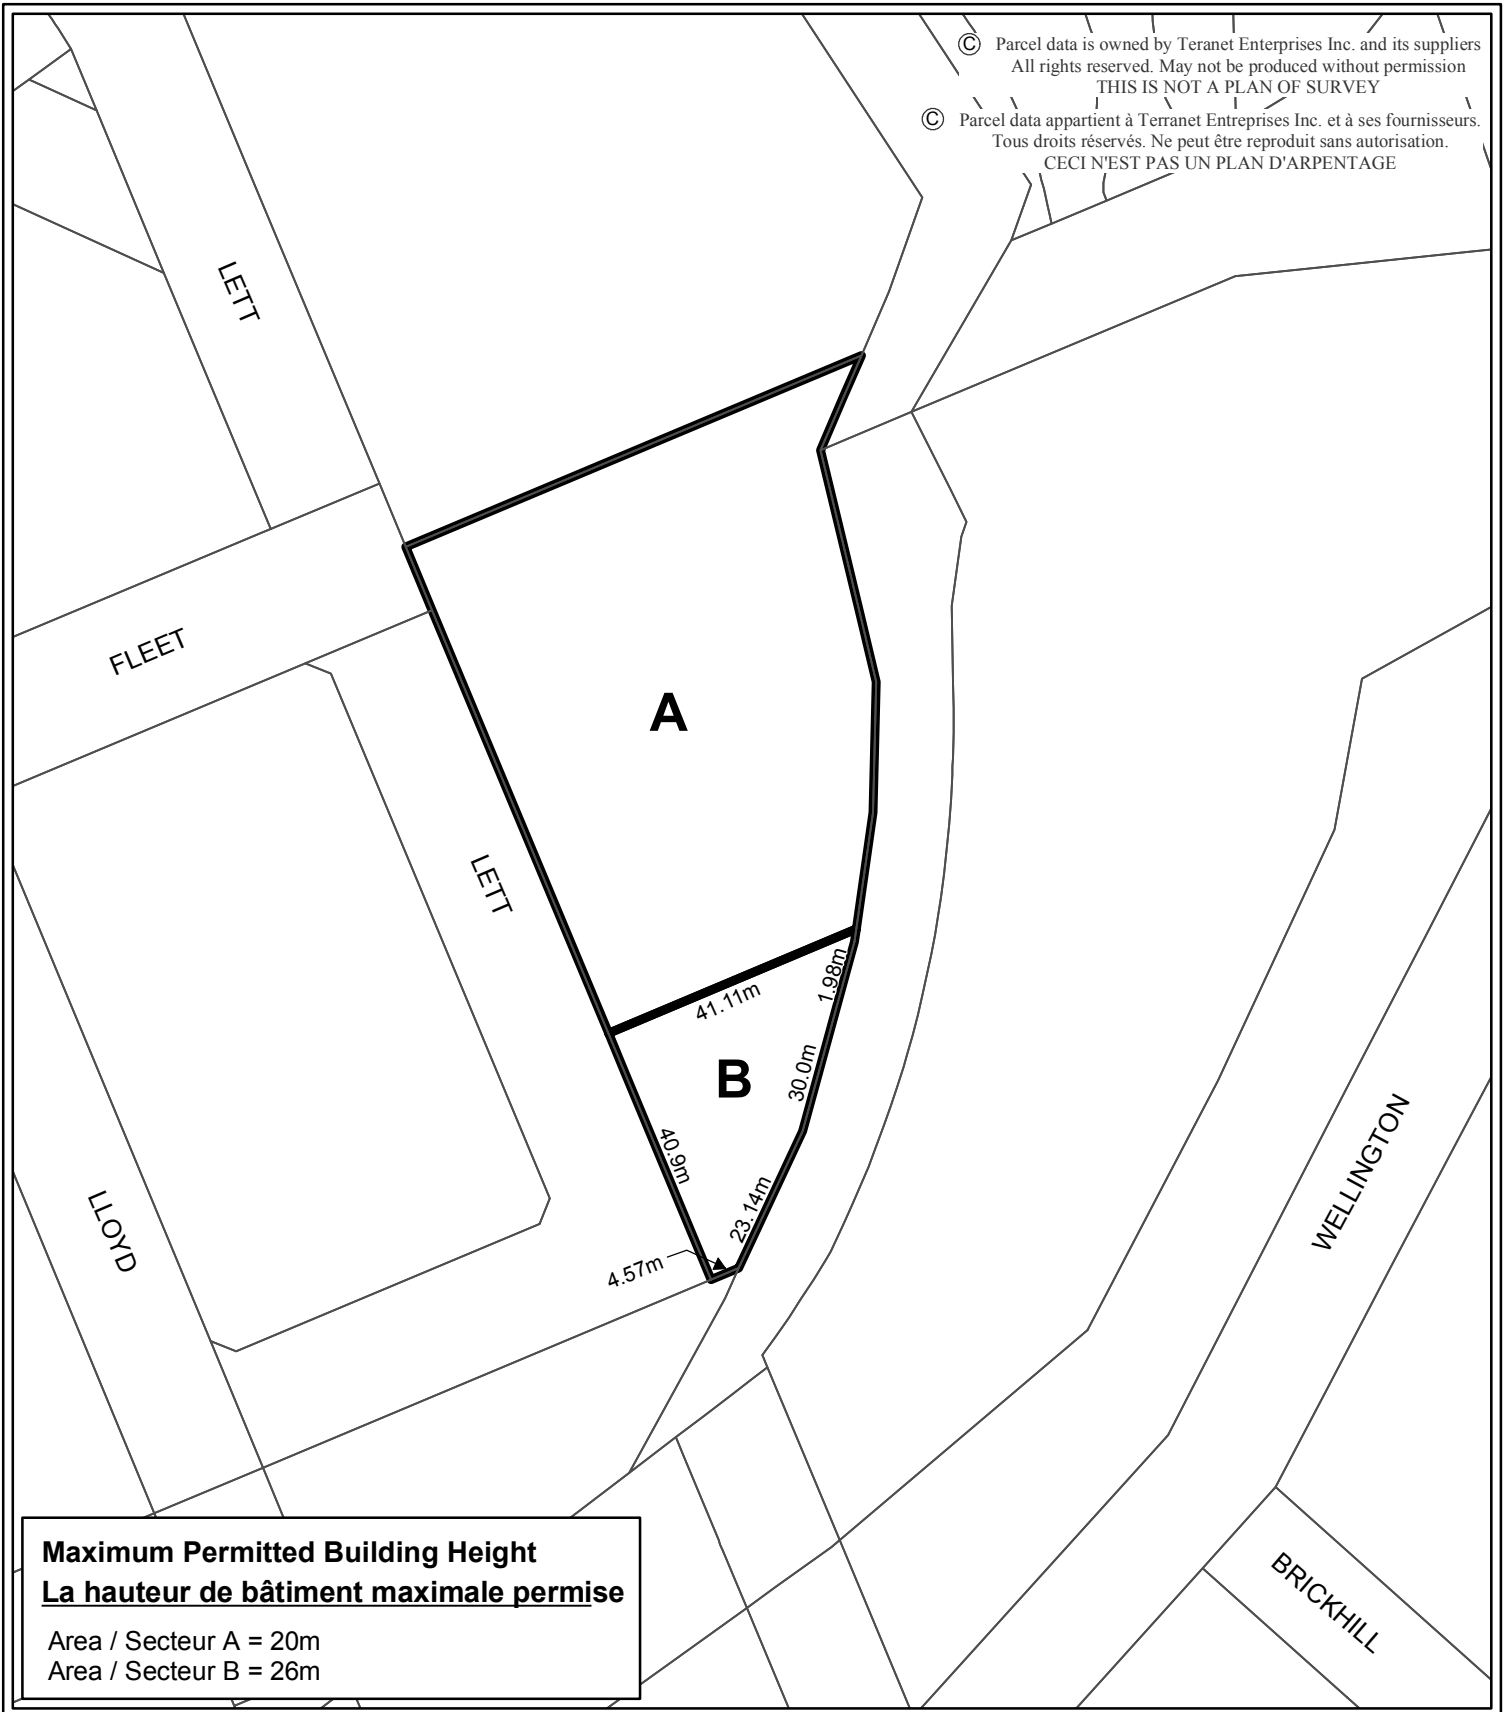 © Parcel data is owned by Teranet Enterprises Inc. and its suppliers
All rights reserved. May not be produced without permission
THIS IS NOT A PLAN OF SURVEY
© Parcel data appartient à Terranet Entreprises Inc. et à ses fournisseurs.
Tous droits réservés. Ne peut être reproduit sans autorisation.
CECI N'EST PAS UN PLAN D'ARPENTAGE
LETT
FLEET
A
LETT
1.98m
41.11m
30.0m
B
40.9m
23.14m
4.57m
LLOYD
WELLINGTON
BRICKHILL
Maximum Permitted Building Height
La hauteur de bâtiment maximale permise
Area / Secteur A = 20m
Area / Secteur B = 26m